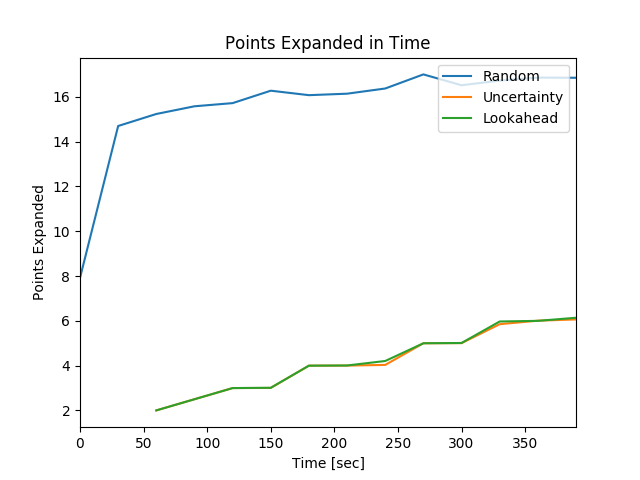 Points Expanded in Time
Random
Uncertainty
Lookahead
Points Expanded
16
14
12
10
8
6
4
2
0 50 100 150 200 250 300 350
Time [sec]